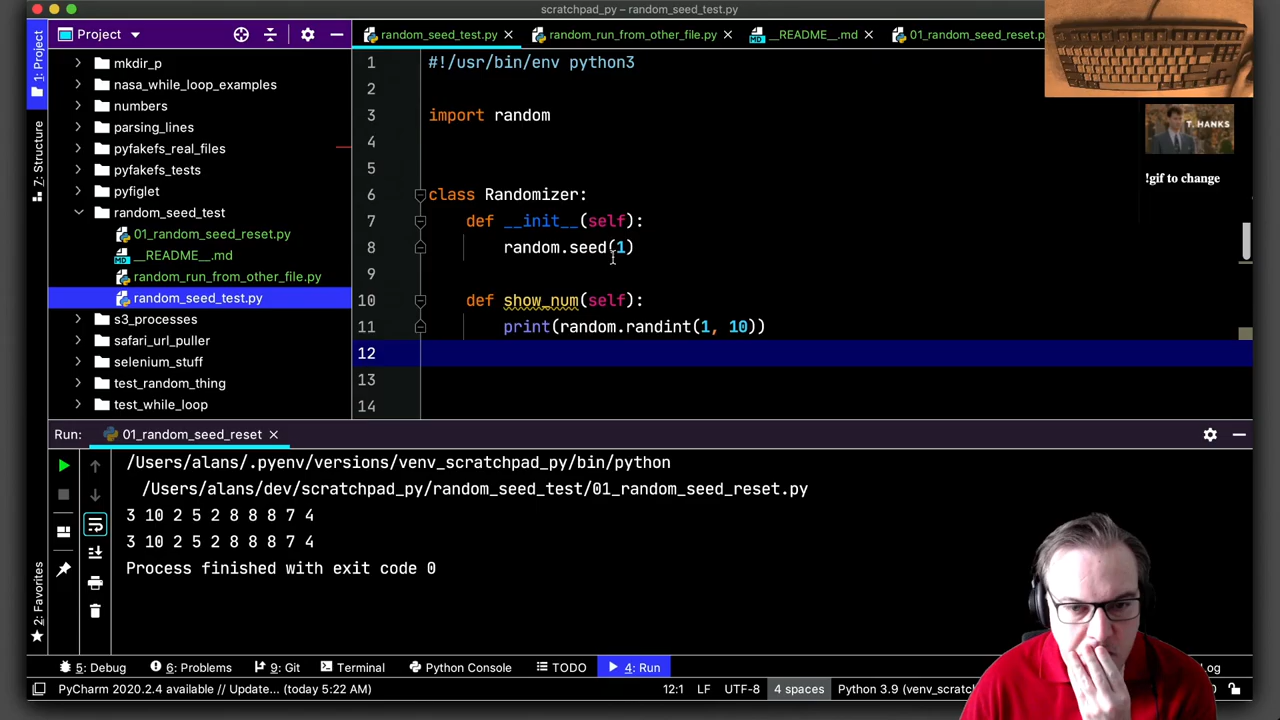 scratchpad_py – random_seed_test.py
Project
random_seed_test.py
random_run_from_other_file.py
__README__.md
01_random_seed_reset.p
1: Project
7: Structure
2: Favorites
mkdir_p
nasa_while_loop_examples
numbers
parsing_lines
pyfakefs_real_files
pyfakefs_tests
pyfiglet
random_seed_test
01_random_seed_reset.py
__README__.md
random_run_from_other_file.py
random_seed_test.py
s3_processes
safari_url_puller
selenium_stuff
test_random_thing
test_while_loop
1 #!/usr/bin/env python3
2
3 import random
4
5
6 class Randomizer:
7 def __init__(self):
8 random.seed(1)
9
10 def show_num(self):
11 print(random.randint(1, 10))
12
13
14
T. HANKS
!gif to change
Run: 01_random_seed_reset
/Users/alans/.pyenv/versions/venv_scratchpad_py/bin/python
/Users/alans/dev/scratchpad_py/random_seed_test/01_random_seed_reset.py
3 10 2 5 2 8 8 8 7 4
3 10 2 5 2 8 8 8 7 4
Process finished with exit code 0
5: Debug
6: Problems
9: Git
Terminal
Python Console
TODO
4: Run
PyCharm 2020.2.4 available // Update... (today 5:22 AM)
12:1 LF UTF-8 4 spaces Python 3.9 (venv_scratc